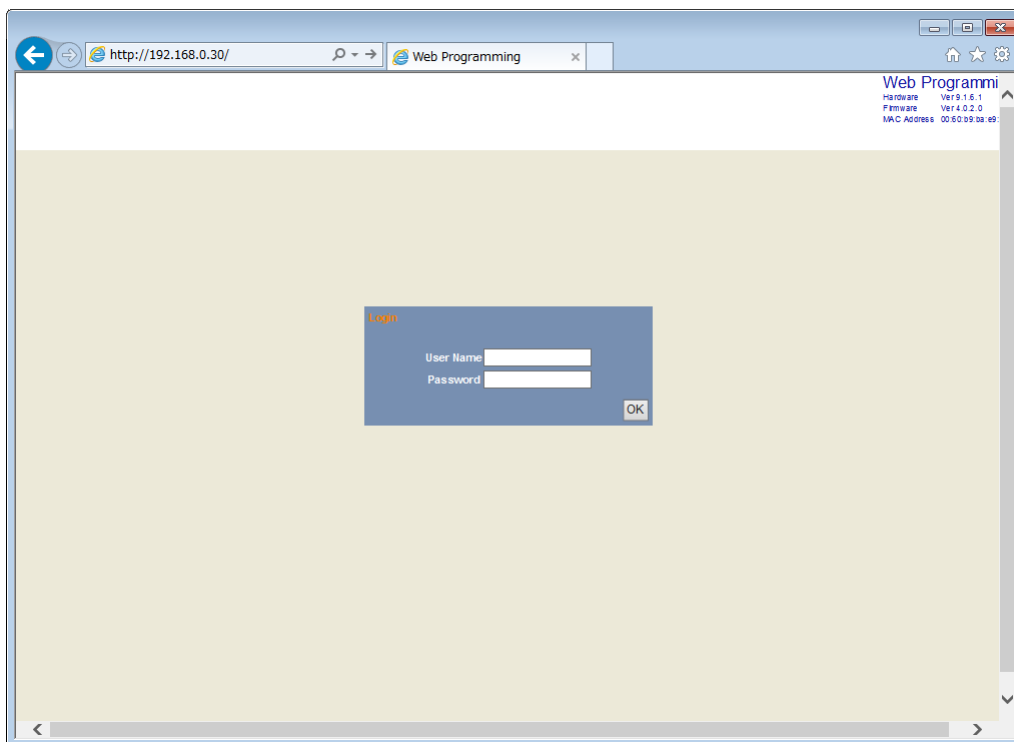 http://192.168.0.30/
Web Programming
Web Programmi
Hardware Ver 9.1.6.1
Firmware Ver 4.0.2.0
MAC Address 00:60:b9:ba:e9:
Login
User Name
Password
OK